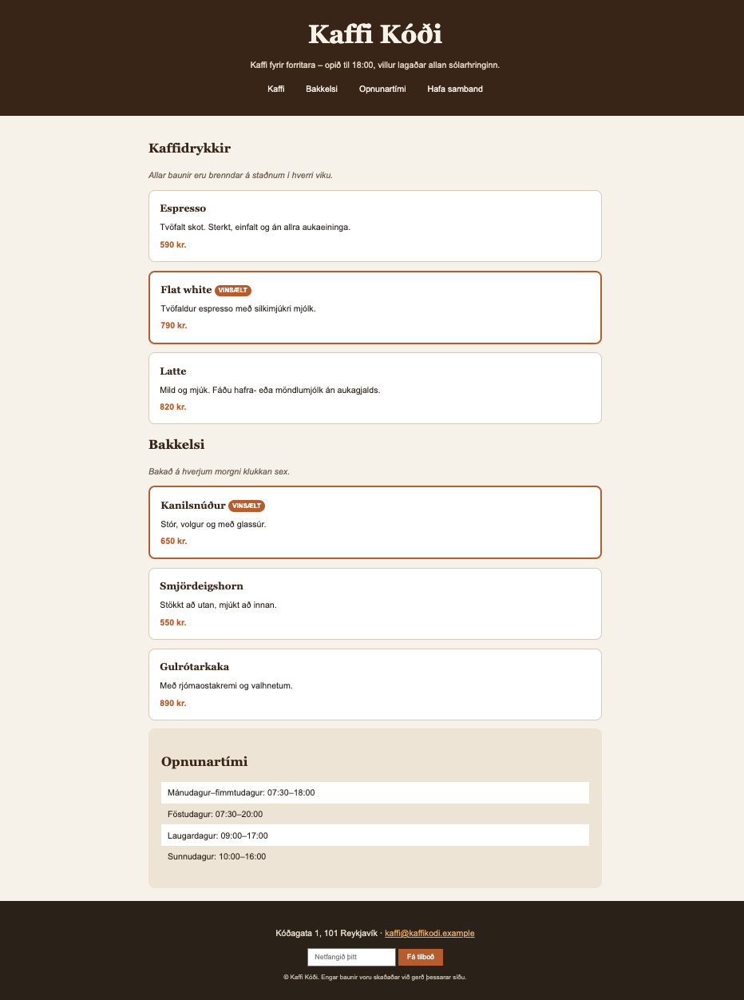 Kaffi Kóði
Kaffi fyrir forritara – opið til 18:00, villur lagaðar allan sólarhringinn.
Kaffi Bakkelsi Opnunartími Hafa samband
Kaffidrykkir
Allar baunir eru brenndar á staðnum í hverri viku.
Espresso
Tvöfalt skot. Sterkt, einfalt og án allra aukaeininga.
590 kr.
Flat white VINSÆLT
Tvöfaldur espresso með silkimjúkri mjólk.
790 kr.
Latte
Mild og mjúk. Fáðu hafra- eða möndlumjólk án aukagjalds.
820 kr.
Bakkelsi
Bakað á hverjum morgni klukkan sex.
Kanilsnúður VINSÆLT
Stór, volgur og með glassúr.
650 kr.
Smjördeigshorn
Stökkt að utan, mjúkt að innan.
550 kr.
Gulrótarkaka
Með rjómaostakremi og valhnetum.
890 kr.
Opnunartími
Mánudagur–fimmtudagur: 07:30–18:00
Föstudagur: 07:30–20:00
Laugardagur: 09:00–17:00
Sunnudagur: 10:00–16:00
Kóðagata 1, 101 Reykjavík · kaffi@kaffikodi.example
Netfangið þitt Fá tilboð
© Kaffi Kóði. Engar baunir voru skaðaðar við gerð þessarar síðu.